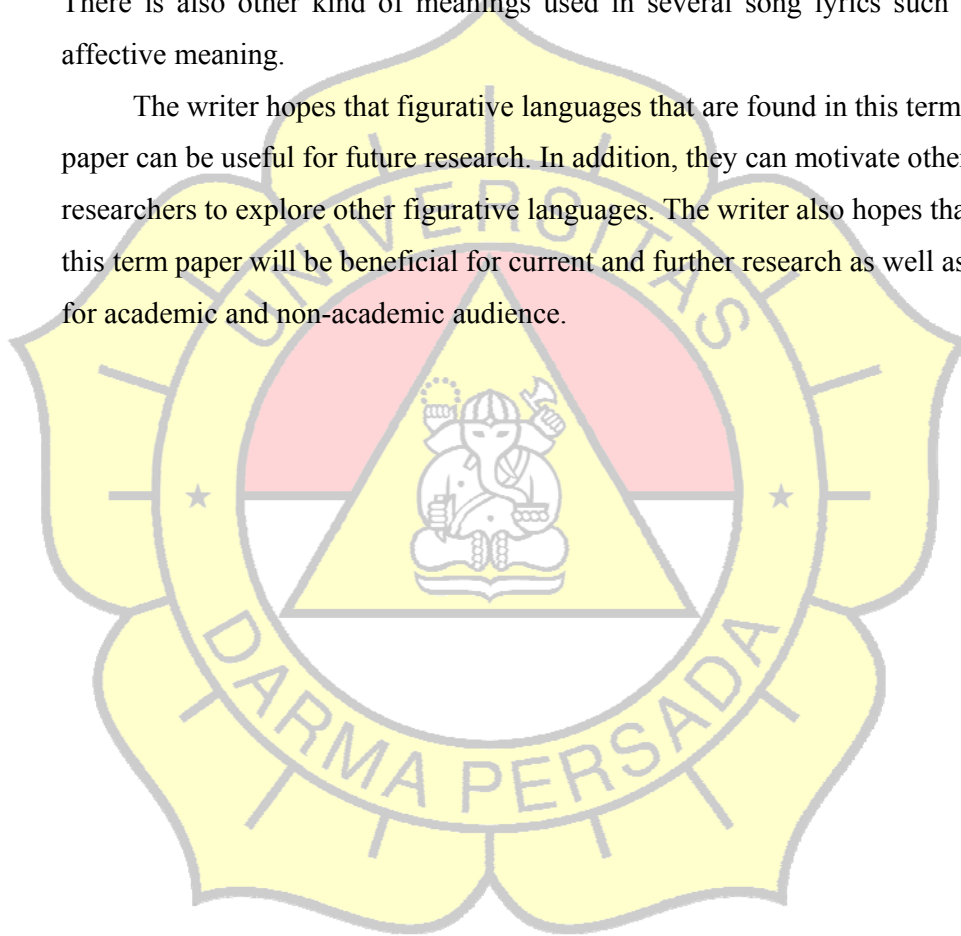 There is also other kind of meanings used in several song lyrics such
affective meaning.
The writer hopes that figurative languages that are found in this term
paper can be useful for future research. In addition, they can motivate other
researchers to explore other figurative languages. The writer also hopes tha
this term paper will be beneficial for current and further research as well as
for academic and non-academic audience.
UNIVERSITAS
DARMA PERSADA